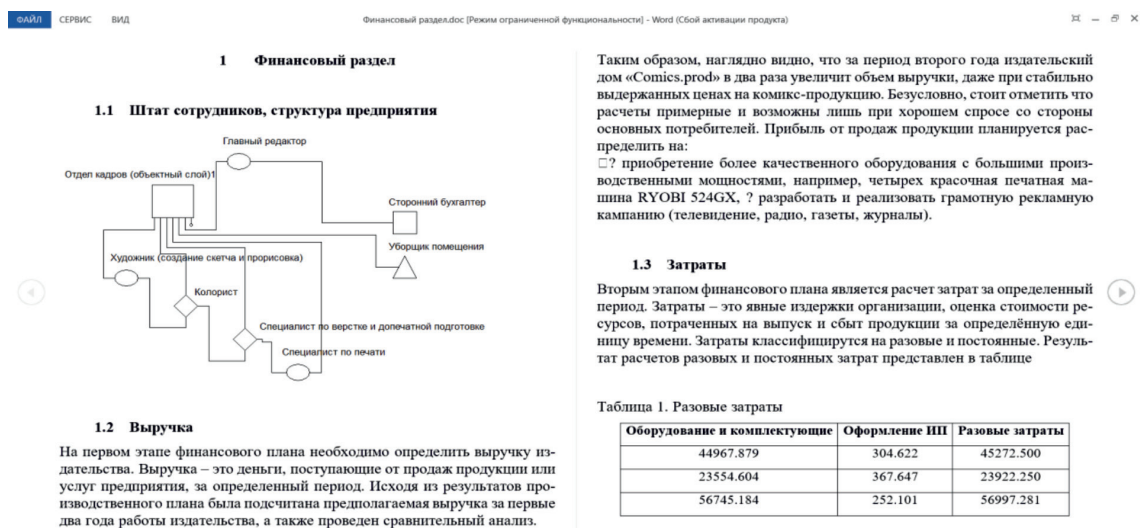 ФАЙЛ СЕРВИС ВИД
Финансовый раздел.doc [Режим ограниченной функциональности] - Word (Сбой активации продукта)
1 Финансовый раздел
1.1 Штат сотрудников, структура предприятия
Главный редактор
Отдел кадров (объектный слой)1
Сторонний бухгалтер
Уборщик помещения
Художник (создание скетча и прорисовка)
Колорист
Специалист по верстке и допечатной подготовке
Специалист по печати
1.2 Выручка
На первом этапе финансового плана необходимо определить выручку из-
дательства. Выручка – это деньги, поступающие от продаж продукции или
услуг предприятия, за определенный период. Исходя из результатов про-
изводственного плана была подсчитана предполагаемая выручка за первые
два года работы издательства, а также проведен сравнительный анализ.
Таким образом, наглядно видно, что за период второго года издательский
дом «Comics.prod» в два раза увеличит объем выручки, даже при стабильно
выдержанных ценах на комикс-продукцию. Безусловно, стоит отметить что
расчеты примерные и возможны лишь при хорошем спросе со стороны
основных потребителей. Прибыль от продаж продукции планируется рас-
пределить на:
□? приобретение более качественного оборудования с большими произ-
водственными мощностями, например, четырех красочная печатная ма-
шина RYOBI 524GX, ? разработать и реализовать грамотную рекламную
кампанию (телевидение, радио, газеты, журналы).
1.3 Затраты
Вторым этапом финансового плана является расчет затрат за определенный
период. Затраты – это явные издержки организации, оценка стоимости ре-
сурсов, потраченных на выпуск и сбыт продукции за определённую еди-
ницу времени. Затраты классифицирутся на разовые и постоянные. Резуль-
тат расчетов разовых и постоянных затрат представлен в таблице
Таблица 1. Разовые затраты
Оборудование и комплектующие Оформление ИП Разовые затраты
44967.879 304.622 45272.500
23554.604 367.647 23922.250
56745.184 252.101 56997.281